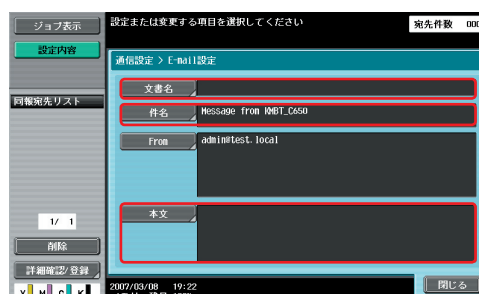 ジョブ表示
設定または変更する項目を選択してください
宛先件数 000
設定内容
通信設定 > E-mail設定
文書名
同報宛先リスト
件名 Message from KMBT_C650
From admin@test.local
本文
1/ 1
削除
詳細確認/登録
2007/03/08 19:22
閉じる
Y M C K